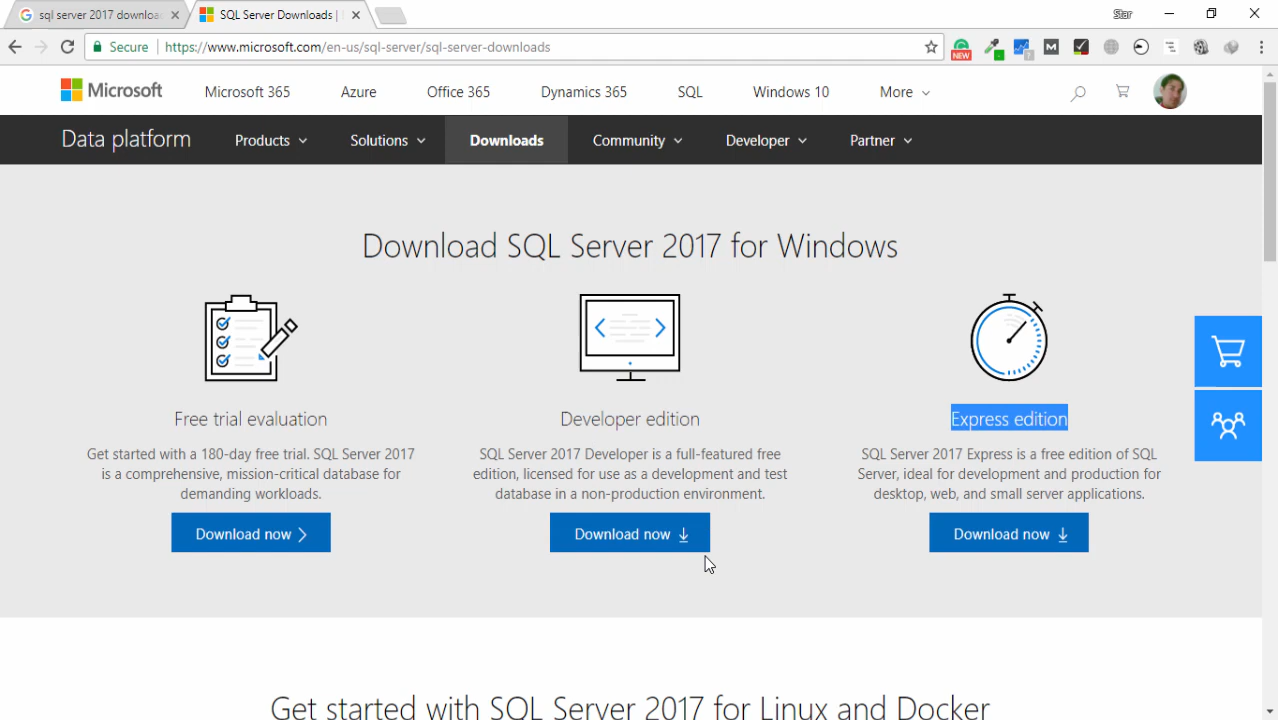 sql server 2017 downloa
SQL Server Downloads |
Star
Secure
https://www.microsoft.com/en-us/sql-server/sql-server-downloads
NEW
Microsoft
Microsoft 365
Azure
Office 365
Dynamics 365
SQL
Windows 10
More
Data platform
Products
Solutions
Downloads
Community
Developer
Partner
Download SQL Server 2017 for Windows
Free trial evaluation
Get started with a 180-day free trial. SQL Server 2017
is a comprehensive, mission-critical database for
demanding workloads.
Download now
Developer edition
SQL Server 2017 Developer is a full-featured free
edition, licensed for use as a development and test
database in a non-production environment.
Download now
Express edition
SQL Server 2017 Express is a free edition of SQL
Server, ideal for development and production for
desktop, web, and small server applications.
Download now
Get started with SQL Server 2017 for Linux and Docker